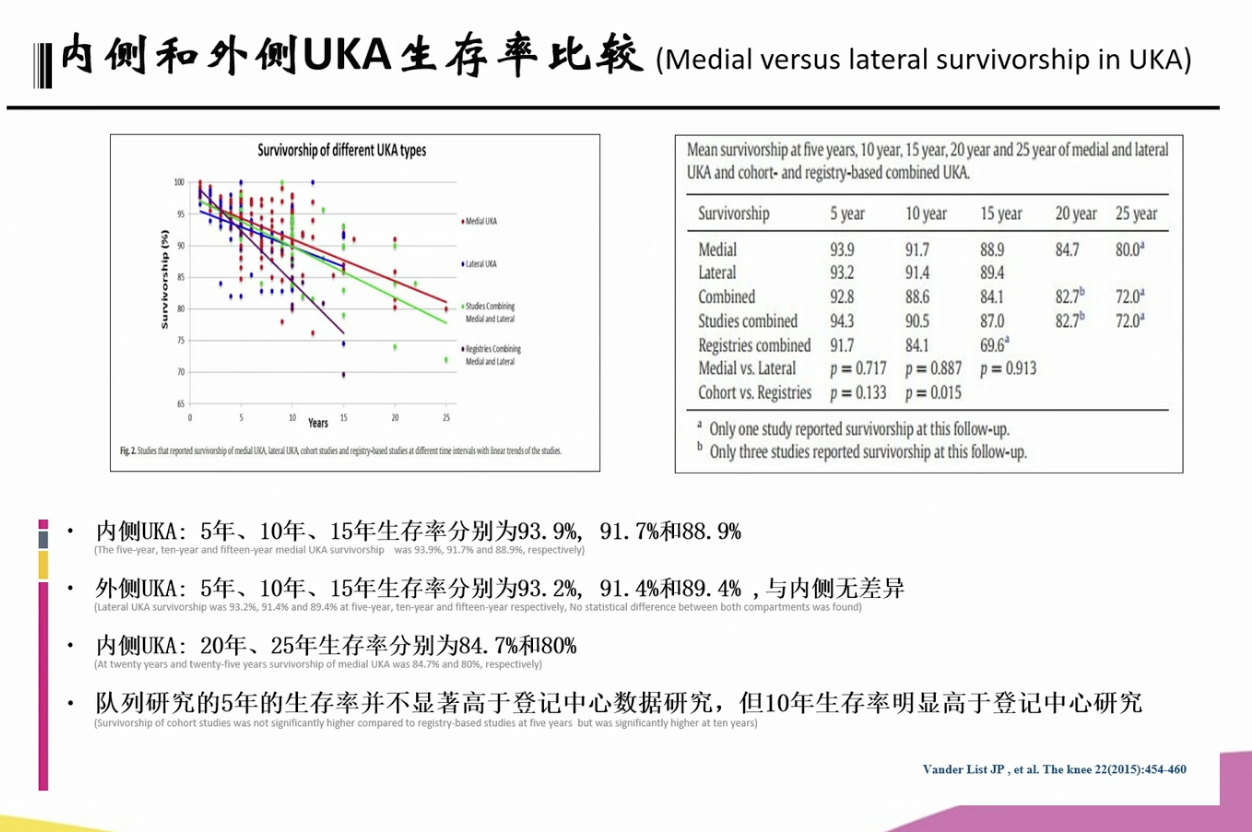 内侧和外侧UKA生存率比较 (Medial versus lateral survivorship in UKA)
Survivorship of different UKA types
Survivorship (%)
100
95
90
85
80
75
70
65
0 5 10 15 20 25
Years
Medial UKA
Lateral UKA
Studies Combining
Medial and Lateral
Registries Combining
Medial and Lateral
Fig. 2. Studies that reported survivorship of medial UKA, lateral UKA, cohort studies and registry-based studies at different time intervals with linear trends of the studies.
Mean survivorship at five years, 10 year, 15 year, 20 year and 25 year of medial and lateral
UKA and cohort- and registry-based combined UKA.
Survivorship 5 year 10 year 15 year 20 year 25 year
Medial 93.9 91.7 88.9 84.7 80.0a
Lateral 93.2 91.4 89.4
Combined 92.8 88.6 84.1 82.7b 72.0a
Studies combined 94.3 90.5 87.0 82.7b 72.0a
Registries combined 91.7 84.1 69.6a
Medial vs. Lateral p = 0.717 p = 0.887 p = 0.913
Cohort vs. Registries p = 0.133 p = 0.015
a Only one study reported survivorship at this follow-up.
b Only three studies reported survivorship at this follow-up.
• 内侧UKA: 5年、10年、15年生存率分别为93.9%, 91.7%和88.9%
(The five-year, ten-year and fifteen-year medial UKA survivorship was 93.9%, 91.7% and 88.9%, respectively)
• 外侧UKA: 5年、10年、15年生存率分别为93.2%, 91.4%和89.4% ,与内侧无差异
(Lateral UKA survivorship was 93.2%, 91.4% and 89.4% at five-year, ten-year and fifteen-year respectively, No statistical difference between both compartments was found)
• 内侧UKA: 20年、25年生存率分别为84.7%和80%
(At twenty years and twenty-five years survivorship of medial UKA was 84.7% and 80%, respectively)
• 队列研究的5年的生存率并不显著高于登记中心数据研究，但10年生存率明显高于登记中心研究
(Survivorship of cohort studies was not significantly higher compared to registry-based studies at five years but was significantly higher at ten years)
Vander List JP , et al. The knee 22(2015):454-460